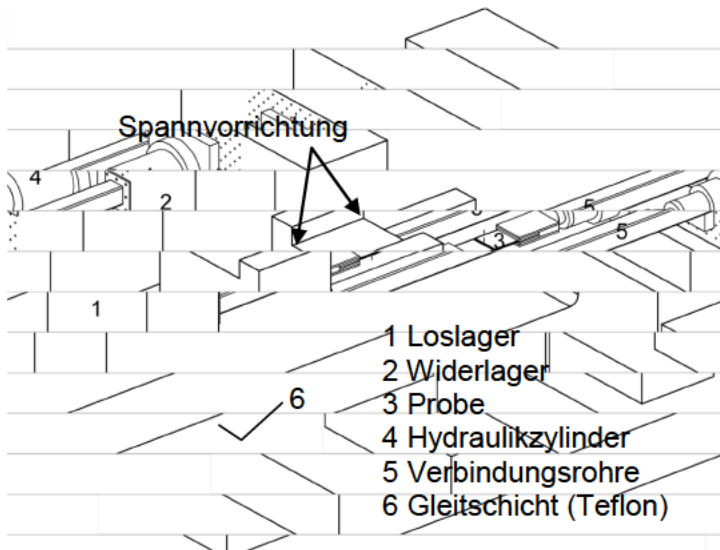 Spannvorrichtung
4
2
5
3
5
1
1 Loslager
2 Widerlager
3 Probe
6
4 Hydraulikzylinder
5 Verbindungsrohre
6 Gleitschicht (Teflon)